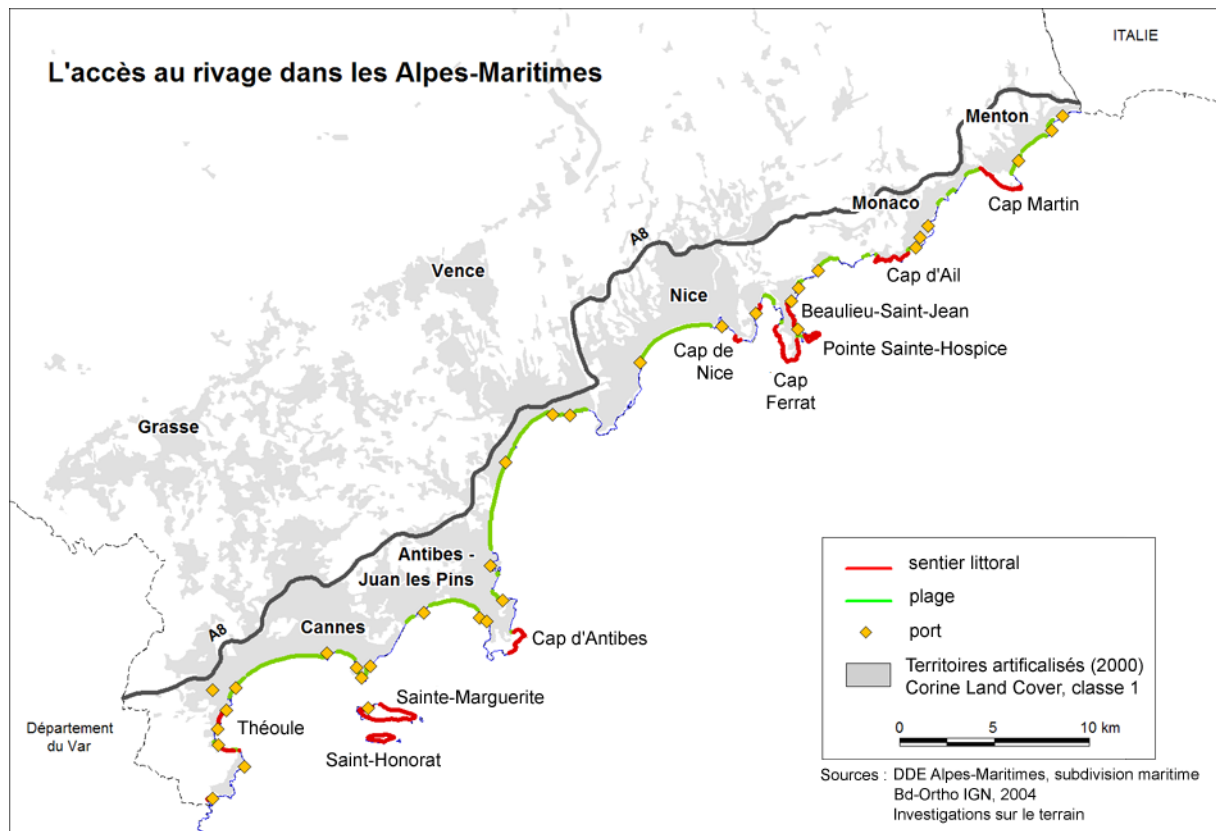 ITALIE
L'accès au rivage dans les Alpes-Maritimes
Menton
Cap Martin
Monaco
A8
Vence
Cap d'Ail
Nice
Beaulieu-Saint-Jean
Cap de
Nice
Pointe Sainte-Hospice
Cap
Ferrat
Grasse
Antibes -
Juan les Pins
A8
Cannes
Cap d'Antibes
Sainte-Marguerite
Théoule
Département
du Var
Saint-Honorat
sentier littoral
plage
port
Territoires artificalisés (2000)
Corine Land Cover, classe 1
0 5 10 km
Sources : DDE Alpes-Maritimes, subdivision maritime
Bd-Ortho IGN, 2004
Investigations sur le terrain